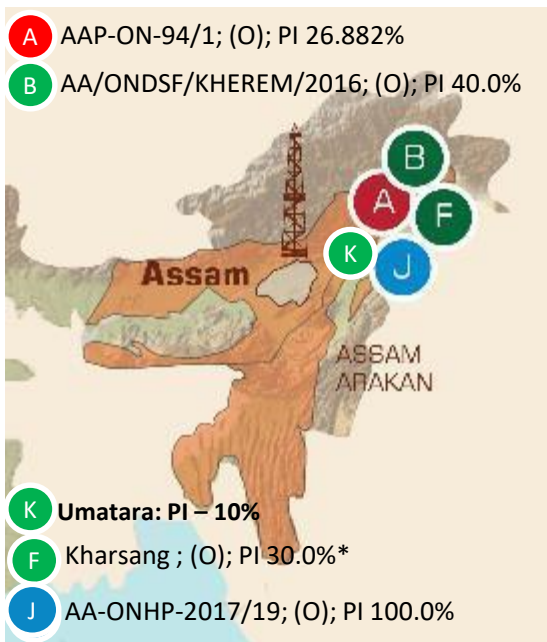 A AAP-ON-94/1; (O); PI 26.882%
B AA/ONDSF/KHEREM/2016; (O); PI 40.0%
B
A
F
K
J
Assam
ASSAM
ARAKAN
K Umatara: PI – 10%
F Kharsang ; (O); PI 30.0%*
J AA-ONHP-2017/19; (O); PI 100.0%